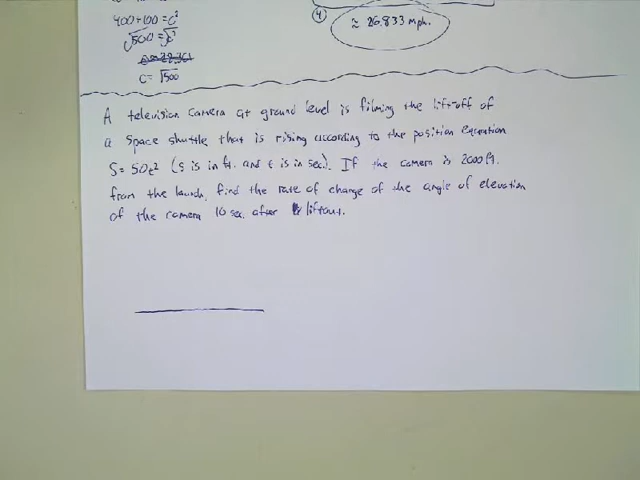 400+100=c²
√500=√c²
c=√500
④
≈ 26.833 mph.
A television camera at ground level is filming the liftoff of
a space shuttle that is rising according to the position equation
S=50t² (s is in ft. and t is in sec.). If the camera is 2000 ft.
from the launch, find the rate of change of the angle of elevation
of the camera 10 sec. after liftout.